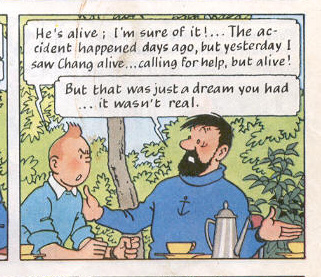 He's alive; I'm sure of it!... The ac-
cident happened days ago, but yesterday I
saw Chang alive...calling for help, but alive!
But that was just a dream you had
... it wasn't real.